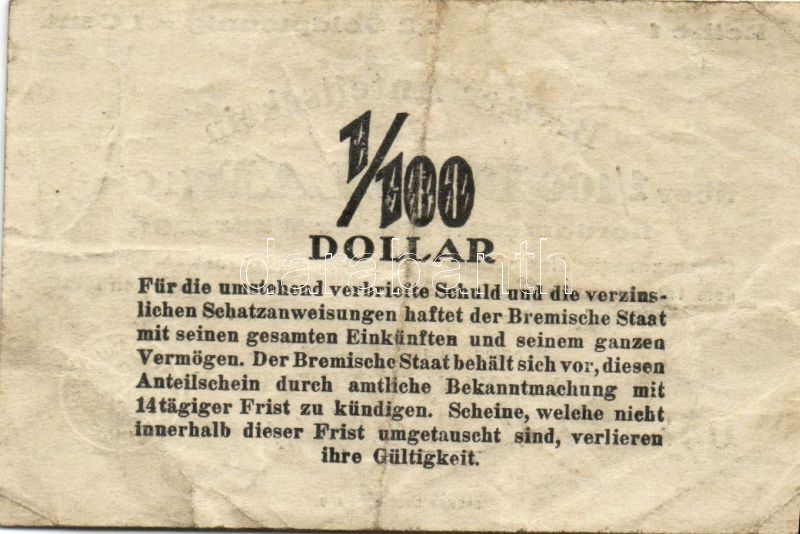 1/100
DOLLAR
Für die umstehend verbriefte Schuld und die verzins-
lichen Schatzanweisungen haftet der Bremische Staat
mit seinen gesamten Einkünften und seinem ganzen
Vermögen. Der Bremische Staat behält sich vor, diesen
Anteilschein durch amtliche Bekanntmachung mit
14tägiger Frist zu kündigen. Scheine, welche nicht
innerhalb dieser Frist umgetauscht sind, verlieren
ihre Gültigkeit.
darabanth